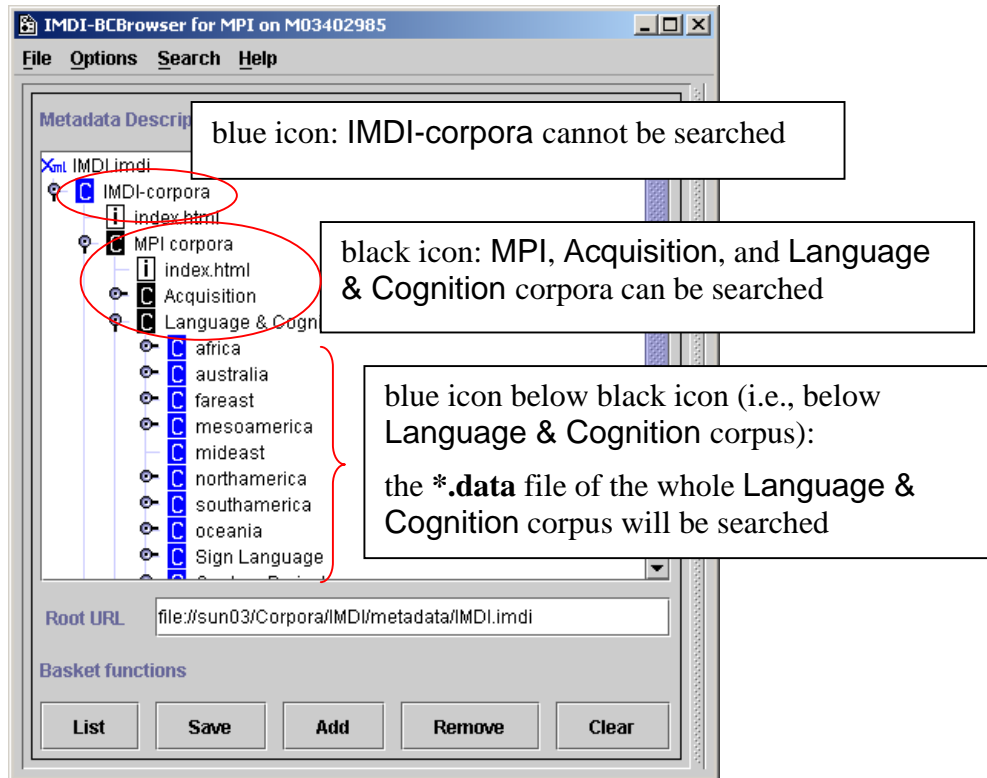 IMDI-BCBrowser for MPI on M03402985
File Options Search Help
Metadata
blue icon: IMDI-corpora cannot be searched
Xml IMDI.imdi
C IMDI-corpora
i index.html
C MPI corpora
black icon: MPI, Acquisition, and Language
& Cognition corpora can be searched
i index.html
C Acquisition
C Language &
C africa
C australia
C fareast
C mesoamerica
C mideast
C northamerica
C southamerica
C oceania
C Sign Language
blue icon below black icon (i.e., below
Language & Cognition corpus):
the *.data file of the whole Language &
Cognition corpus will be searched
Root URL file://sun03/Corpora/IMDI/metadata/IMDI.imdi
Basket functions
List Save Add Remove Clear